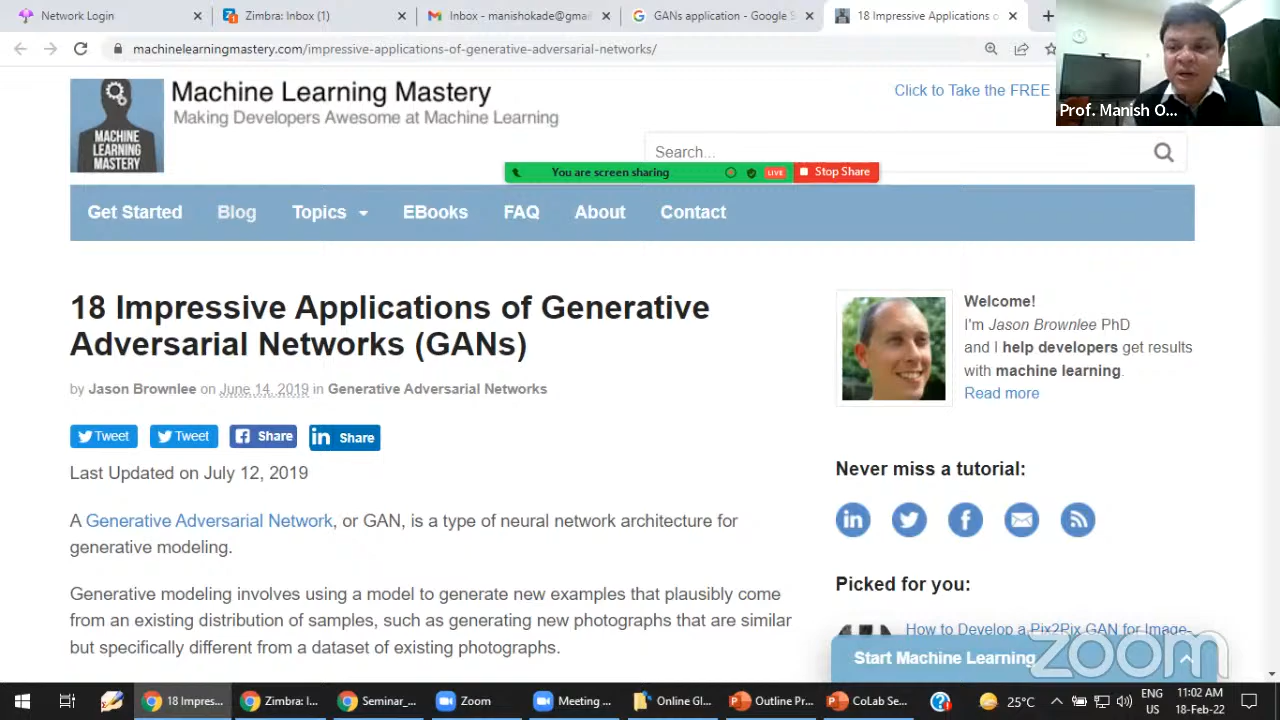 Network Login
Zimbra: Inbox (1)
Inbox - manishokade@gmai
GANs application - Google S
18 Impressive Applications o
machinelearningmastery.com/impressive-applications-of-generative-adversarial-networks/
Prof. Manish O...
MACHINE
LEARNING
MASTERY
Machine Learning Mastery
Making Developers Awesome at Machine Learning
Click to Take the FREE
Search...
You are screen sharing
LIVE
Stop Share
Get Started
Blog
Topics
EBooks
FAQ
About
Contact
18 Impressive Applications of Generative
Adversarial Networks (GANs)
by Jason Brownlee on June 14, 2019 in Generative Adversarial Networks
Tweet
Tweet
Share
Share
Last Updated on July 12, 2019
A Generative Adversarial Network, or GAN, is a type of neural network architecture for
generative modeling.
Generative modeling involves using a model to generate new examples that plausibly come
from an existing distribution of samples, such as generating new photographs that are similar
but specifically different from a dataset of existing photographs.
Welcome!
I'm Jason Brownlee PhD
and I help developers get results
with machine learning.
Read more
Never miss a tutorial:
Picked for you:
How to Develop a Pix2Pix GAN for Image-
Start Machine Learning
zoom
18 Impres...
Zimbra: I...
Seminar_...
Zoom
Meeting ...
Online Gl...
Outline Pr...
CoLab Se...
25°C
ENG
US
11:02 AM
18-Feb-22